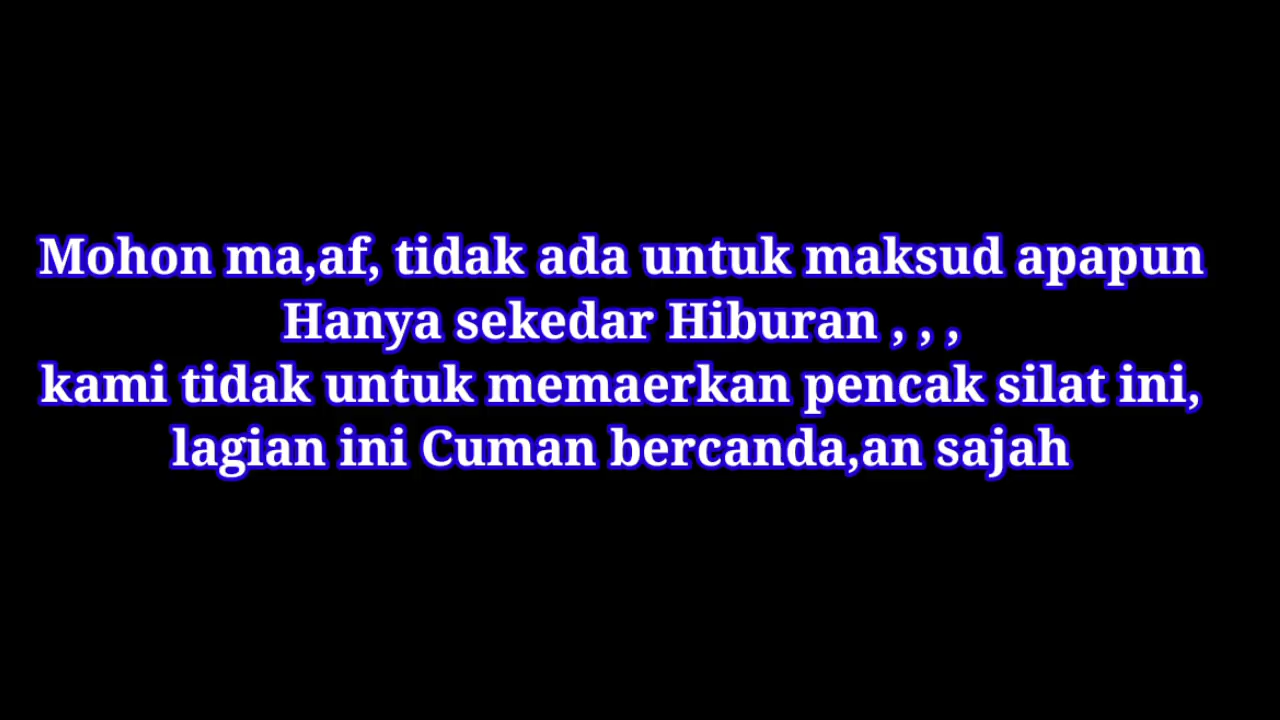 Mohon ma,af, tidak ada untuk maksud apapun
Hanya sekedar Hiburan , , ,
kami tidak untuk memaerkan pencak silat ini,
lagian ini Cuman bercanda,an sajah